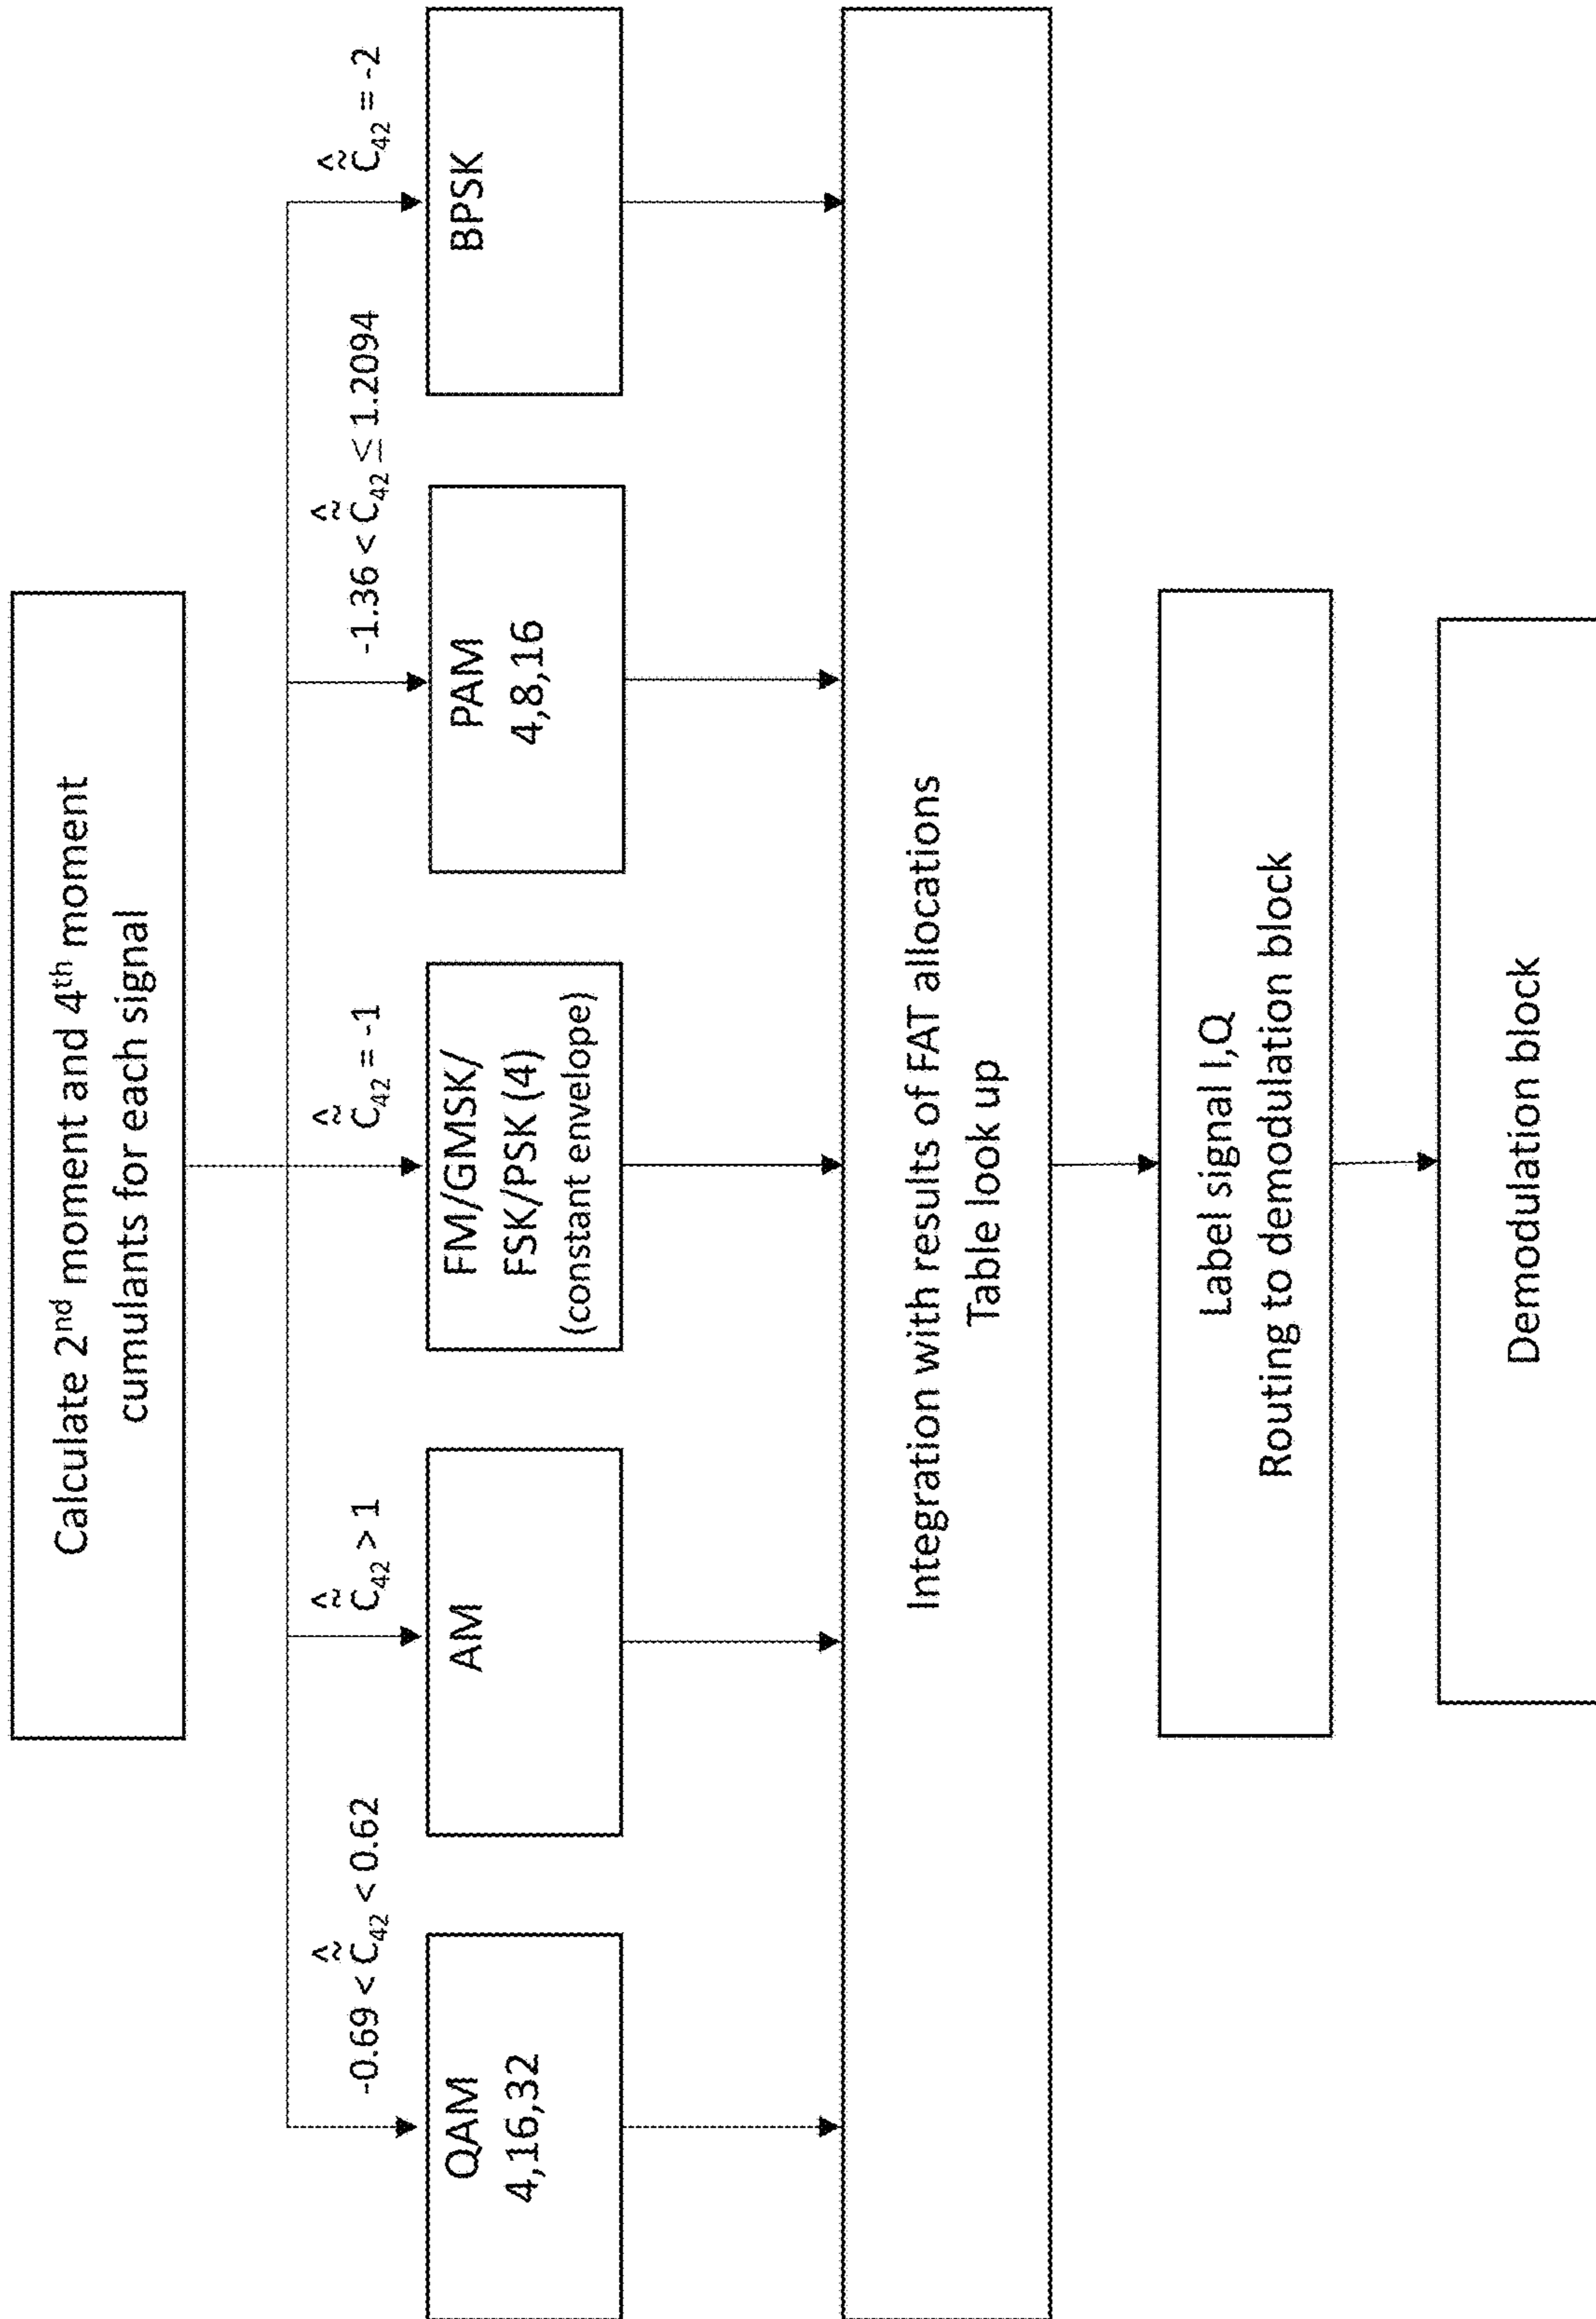 Calculate 2nd moment and 4th moment
cumulants for each signal
-0.69 < C̃̂42 < 0.62
C̃̂42 > 1
C̃̂42 = -1
-1.36 < C̃̂42 ≤ 1.2094
C̃̂42 = -2
QAM
4,16,32
AM
FM/GMSK/
FSK/PSK (4)
(constant envelope)
PAM
4,8,16
BPSK
Integration with results of FAT allocations
Table look up
Label signal I,Q
Routing to demodulation block
Demodulation block